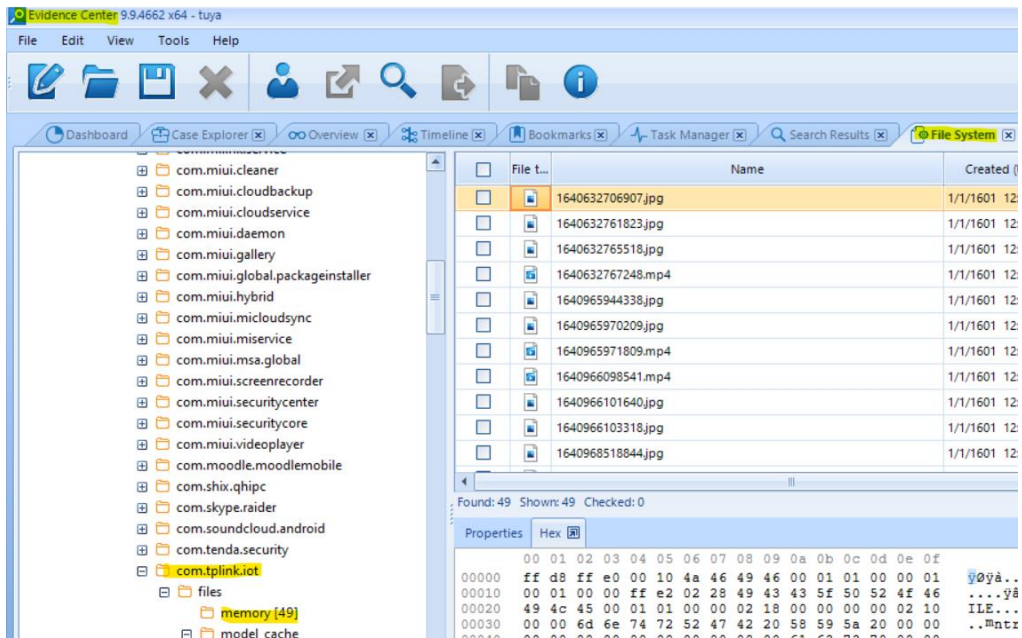 Evidence Center 9.9.4662 x64 - tuya
File Edit View Tools Help
Dashboard Case Explorer Overview Timeline Bookmarks Task Manager Search Results File System
com.miui.cleaner
com.miui.cloudbackup
com.miui.cloudservice
com.miui.daemon
com.miui.gallery
com.miui.global.packageinstaller
com.miui.hybrid
com.miui.micloudsync
com.miui.miservice
com.miui.msa.global
com.miui.screenrecorder
com.miui.securitycenter
com.miui.securitycore
com.miui.videoplayer
com.moodle.moodlemobile
com.shix.qhipc
com.skype.raider
com.soundcloud.android
com.tenda.security
com.tplink.iot
files
memory [49]
model_cache
File t... Name Created (
1640632706907.jpg 1/1/1601 12:
1640632761823.jpg 1/1/1601 12:
1640632765518.jpg 1/1/1601 12:
1640632767248.mp4 1/1/1601 12:
1640965944338.jpg 1/1/1601 12:
1640965970209.jpg 1/1/1601 12:
1640965971809.mp4 1/1/1601 12:
1640966098541.mp4 1/1/1601 12:
1640966101640.jpg 1/1/1601 12:
1640966103318.jpg 1/1/1601 12:
1640968518844.jpg 1/1/1601 12:
Found: 49 Shown: 49 Checked: 0
Properties Hex
00 01 02 03 04 05 06 07 08 09 0a 0b 0c 0d 0e 0f
00000 ff d8 ff e0 00 10 4a 46 49 46 00 01 01 00 00 01 ÿØÿà..
00010 00 01 00 00 ff e2 02 28 49 43 43 5f 50 52 4f 46 ....ÿâ
00020 49 4c 45 00 01 01 00 00 02 18 00 00 00 00 02 10 ILE...
00030 00 00 6d 6e 74 72 52 47 42 20 58 59 5a 20 00 00 ..mntr